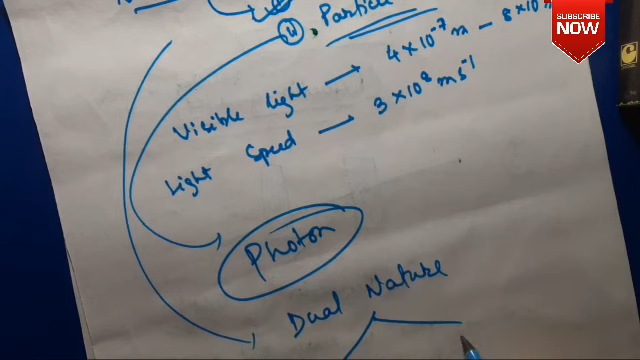 Particle
Visible light → 4×10⁻⁷ m – 8×10
Light Speed → 3×10⁸ ms⁻¹
Photon
Dual Nature
SUBSCRIBE
NOW